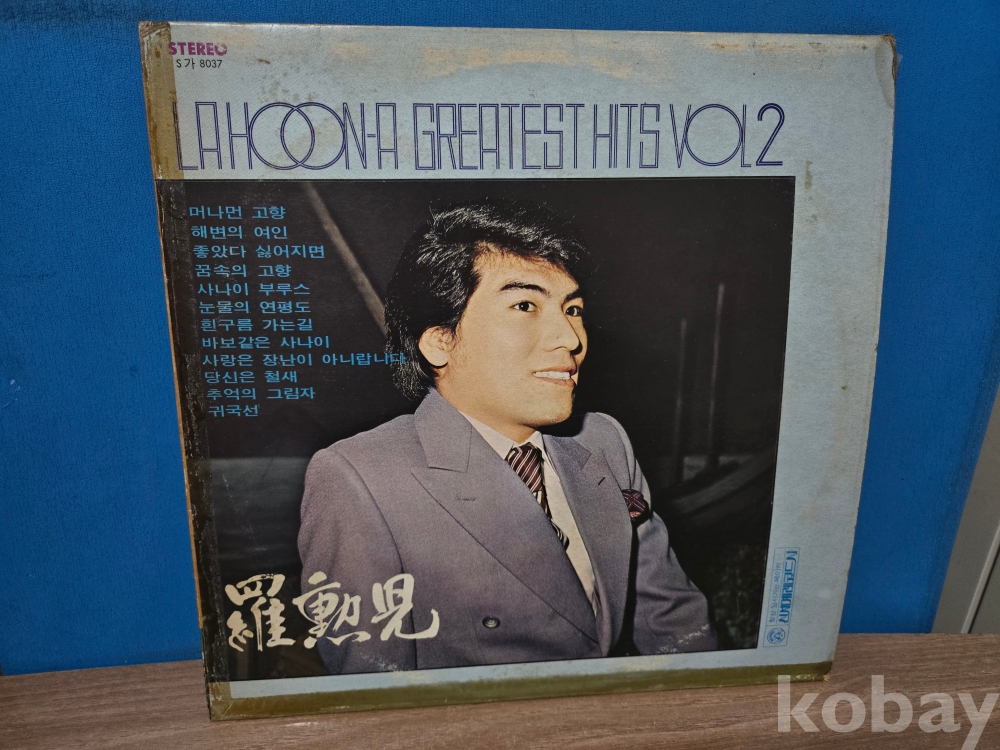 STEREO
S가 8037
LA HOON-A GREATEST HITS VOL 2
머나먼 고향
해변의 여인
좋았다 싫어지면
꿈속의 고향
사나이 부루스
눈물의 연평도
흰구름 가는길
바보같은 사나이
사랑은 장난이 아니랍니다
당신은 철새
추억의 그림자
귀국선
羅勲児
kobay